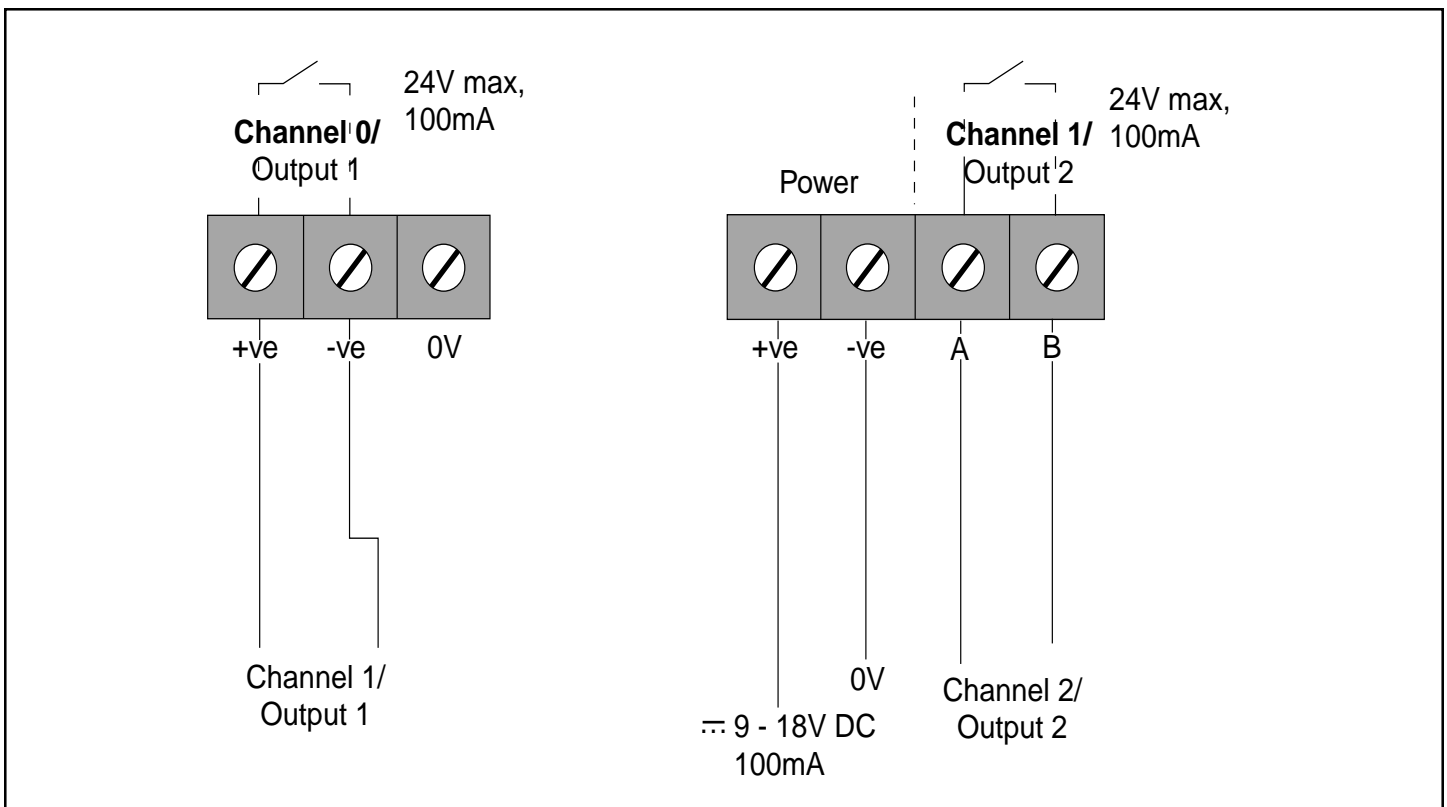 24V max,
100mA
Channel 0/
Output 1
+ve -ve 0V
Channel 1/
Output 1
24V max,
100mA
Channel 1/
Output 2
Power
+ve -ve A B
0V
9 - 18V DC
100mA
Channel 2/
Output 2